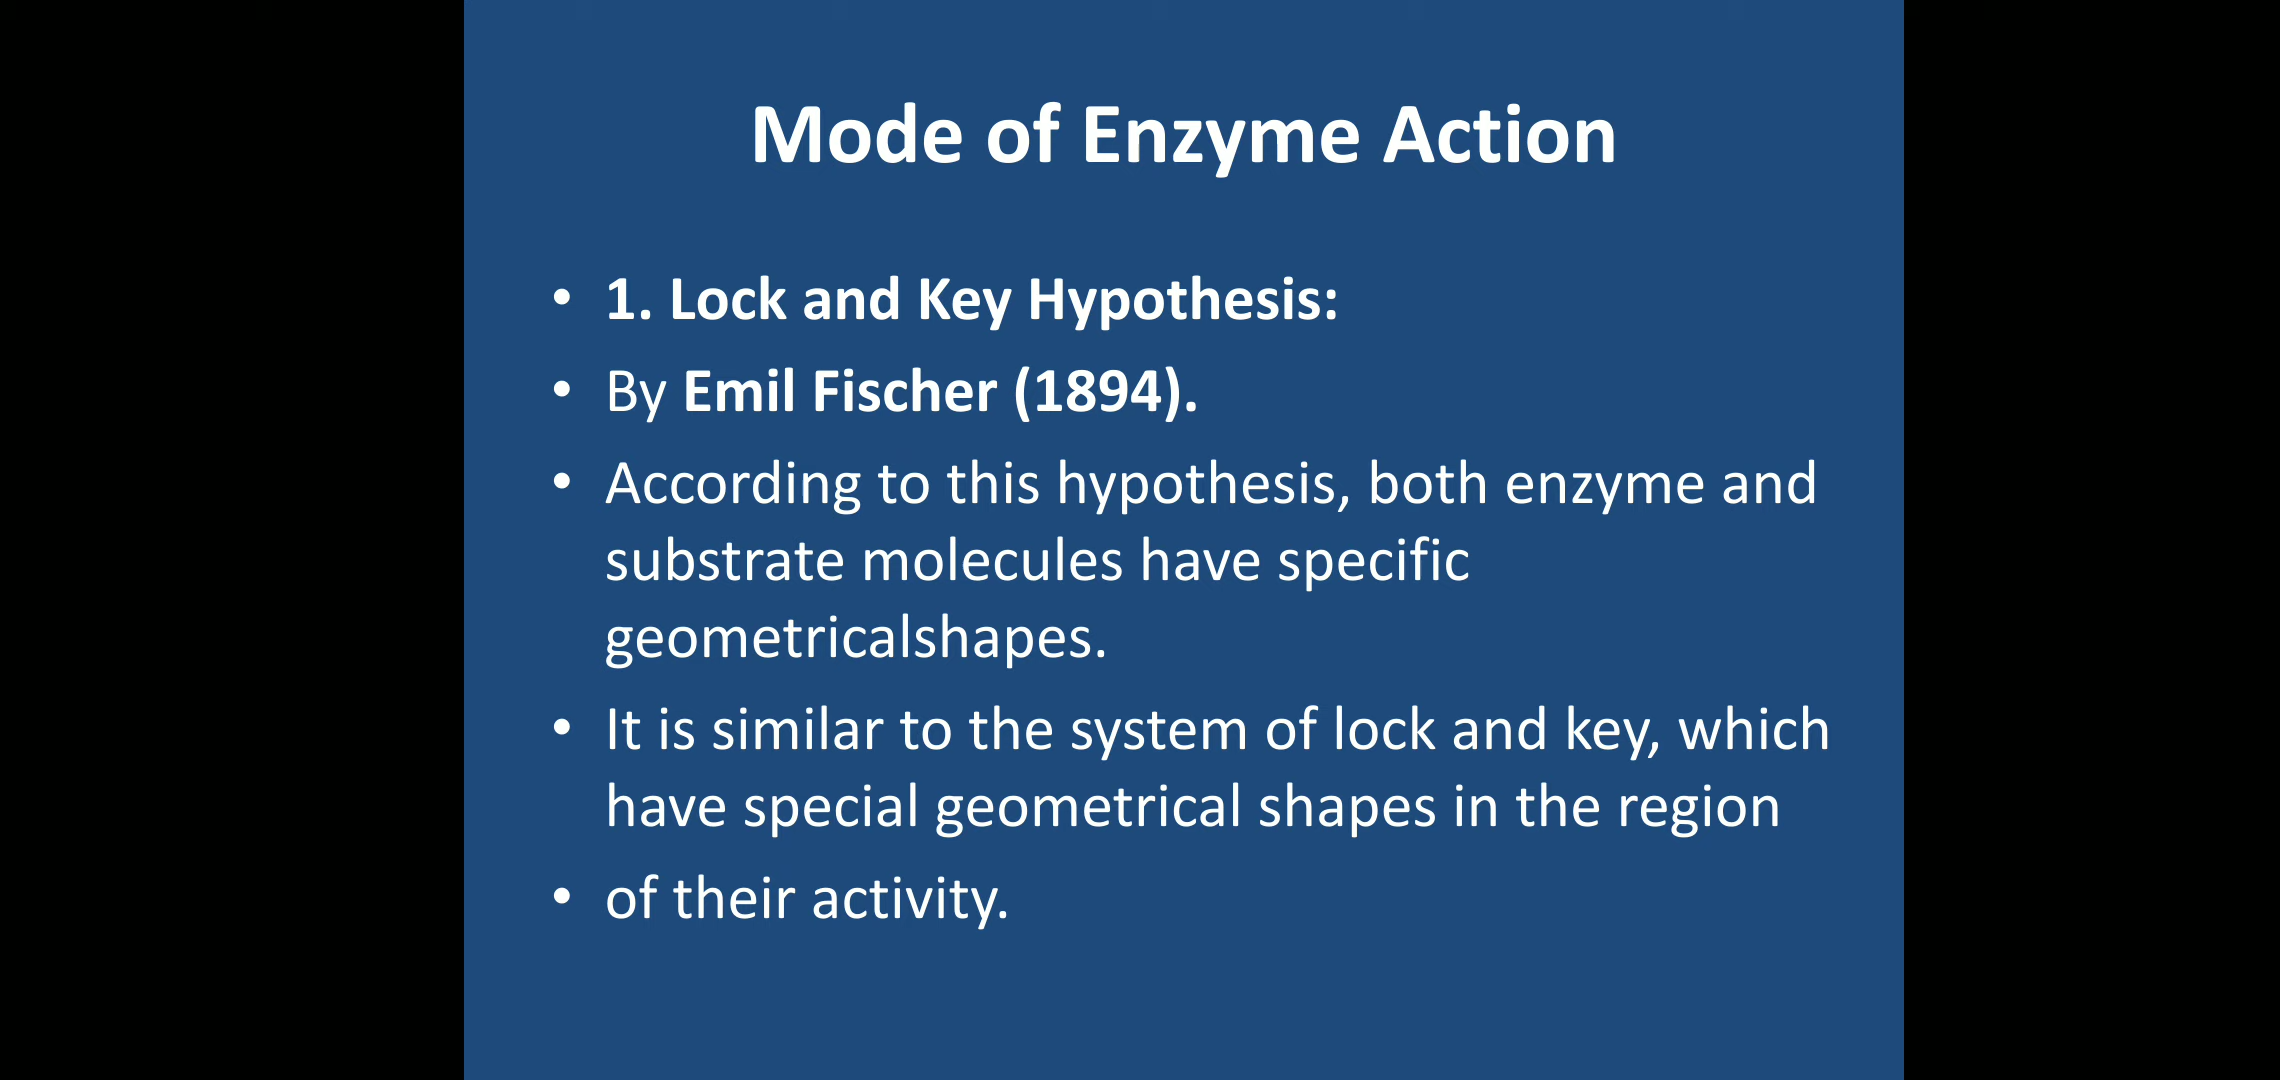 Mode of Enzyme Action
• 1. Lock and Key Hypothesis:
• By Emil Fischer (1894).
• According to this hypothesis, both enzyme and
substrate molecules have specific
geometricalshapes.
• It is similar to the system of lock and key, which
have special geometrical shapes in the region
• of their activity.